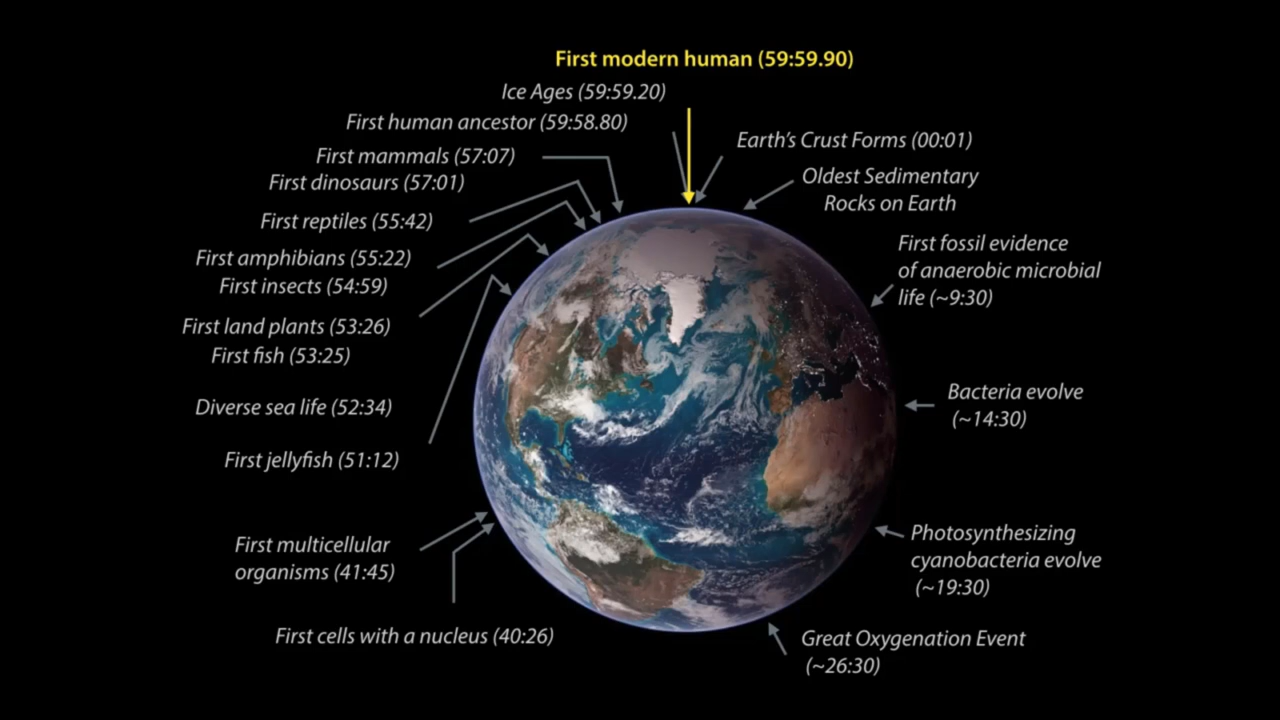 First modern human (59:59.90)
Ice Ages (59:59.20)
First human ancestor (59:58.80)
First mammals (57:07)
First dinosaurs (57:01)
First reptiles (55:42)
First amphibians (55:22)
First insects (54:59)
First land plants (53:26)
First fish (53:25)
Diverse sea life (52:34)
First jellyfish (51:12)
First multicellular
organisms (41:45)
First cells with a nucleus (40:26)
Earth's Crust Forms (00:01)
Oldest Sedimentary
Rocks on Earth
First fossil evidence
of anaerobic microbial
life (~9:30)
Bacteria evolve
(~14:30)
Photosynthesizing
cyanobacteria evolve
(~19:30)
Great Oxygenation Event
(~26:30)